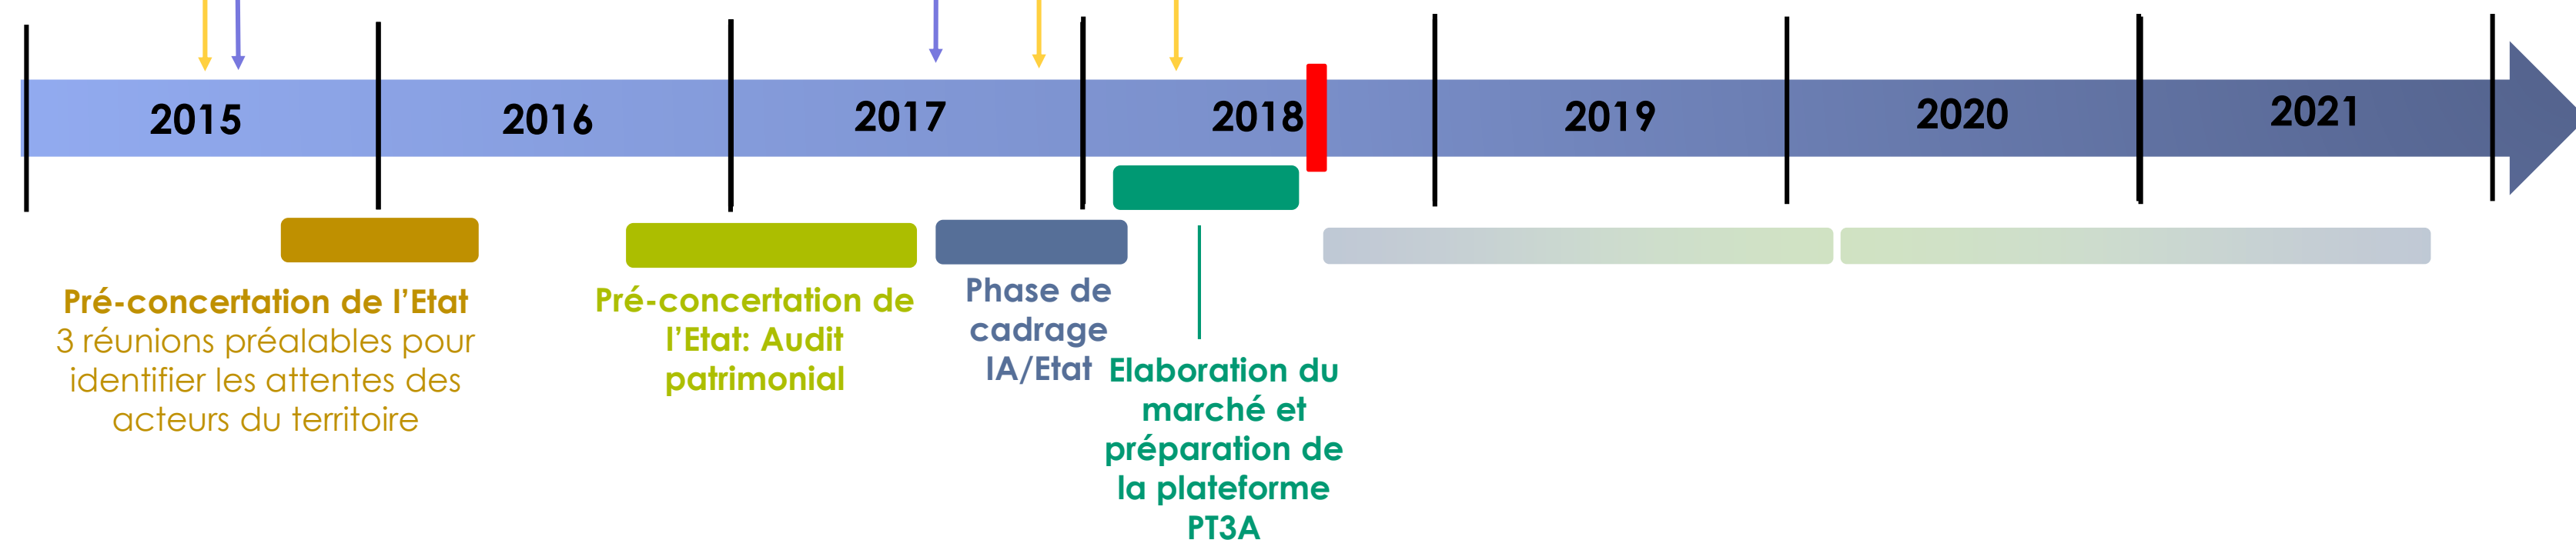 2015
2016
2017
2018
2019
2020
2021
Pré-concertation de l’Etat
3 réunions préalables pour
identifier les attentes des
acteurs du territoire
Pré-concertation de
l’Etat: Audit
patrimonial
Phase de
cadrage
IA/Etat
Elaboration du
marché et
préparation de
la plateforme
PT3A